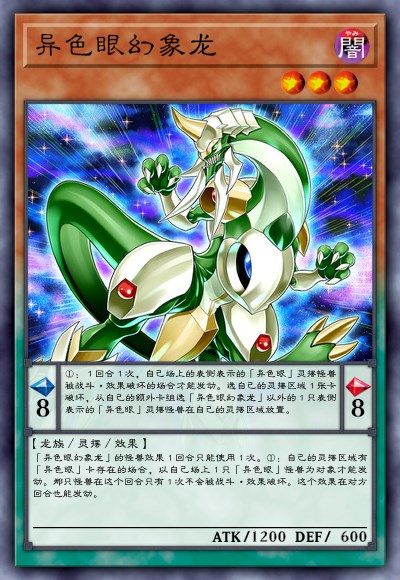 异色眼幻象龙
やみ
闇
①：1回合1次，自己场上的表侧表示的「异色眼」灵摆怪兽
被战斗·效果破坏的场合才能发动。选自己的灵摆区域1张卡
破坏，从自己的额外卡组选「异色眼幻象龙」以外的1只表侧
表示的「异色眼」灵摆怪兽在自己的灵摆区域放置。
8
8
【龙族／灵摆／效果】
「异色眼幻象龙」的怪兽效果1回合只能使用1次。①：自己的灵摆区域有
「异色眼」卡存在的场合，以自己场上1只「异色眼」怪兽为对象才能发
动。那只怪兽在这个回合只有1次不会被战斗·效果破坏。这个效果在对方
回合也能发动。
ATK/1200 DEF/ 600